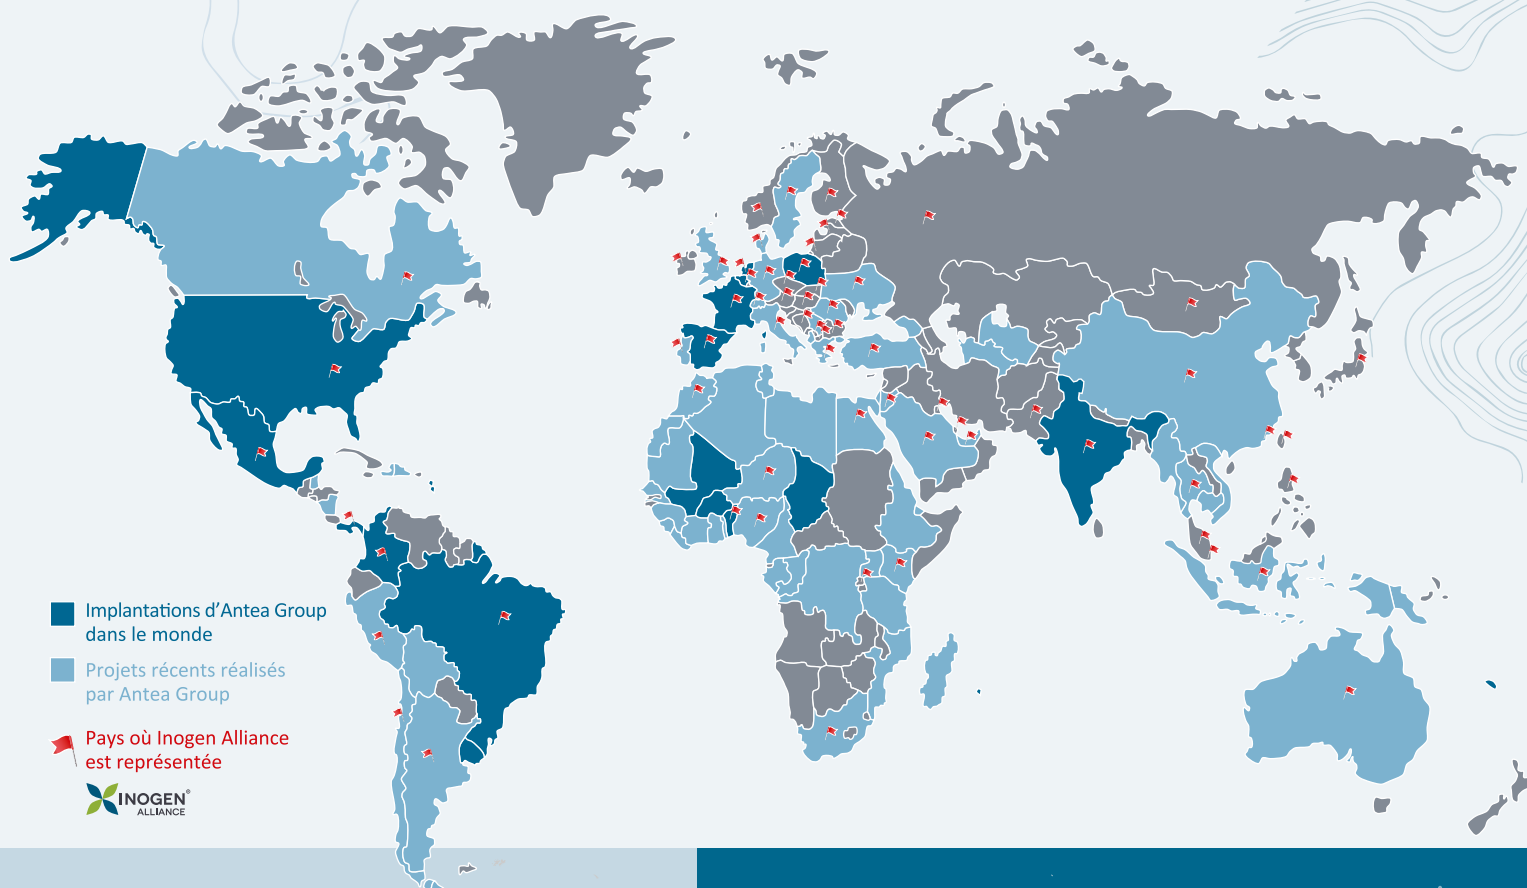 Implantations d’Antea Group
dans le monde
Projets récents réalisés
par Antea Group
Pays où Inogen Alliance
est représentée
INOGEN®
ALLIANCE